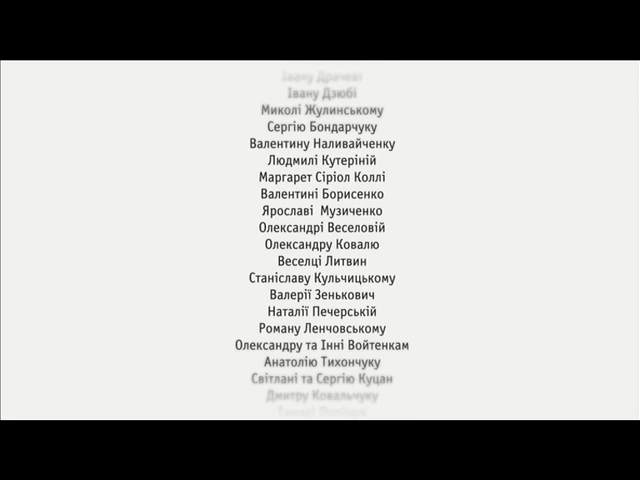 Івану Драчеві
Івану Дзюбі
Миколі Жулинському
Сергію Бондарчуку
Валентину Наливайченку
Людмилі Кутеріній
Маргарет Сіріол Коллі
Валентині Борисенко
Ярославі Музиченко
Олександрі Веселовій
Олександру Ковалю
Веселці Литвин
Станіславу Кульчицькому
Валерії Зенькович
Наталії Печерській
Роману Ленчовському
Олександру та Інні Войтенкам
Анатолію Тихончуку
Світлані та Сергію Куцан
Дмитру Ковальчуку